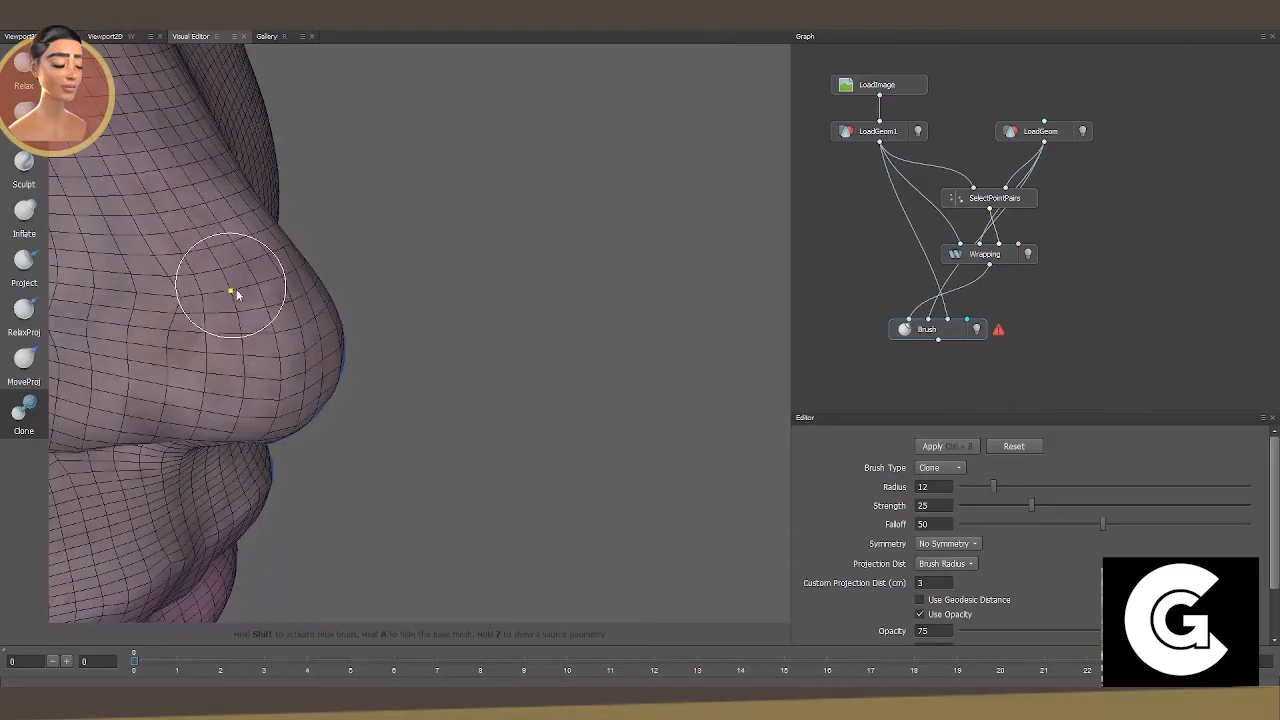 Viewport2D W
Visual Editor E
Gallery R
Graph
Relax
Sculpt
Inflate
Project
RelaxProj
MoveProj
Clone
LoadImage
LoadGeom1
LoadGeom
SelectPointPairs
Wrapping
Brush
Editor
Apply Ctrl + B
Reset
Brush Type Clone
Radius 12
Strength 25
Falloff 50
Symmetry No Symmetry
Projection Dist Brush Radius
Custom Projection Dist (cm) 3
Use Geodesic Distance
Use Opacity
Opacity 75
Hold Shift to activate relax brush. Hold A to hide the base mesh. Hold Z to show a source geometry
0 0
0
0 1 2 3 4 5 6 7 8 9 10 11 12 13 14 15 16 17 18 19 20 21 22
CG